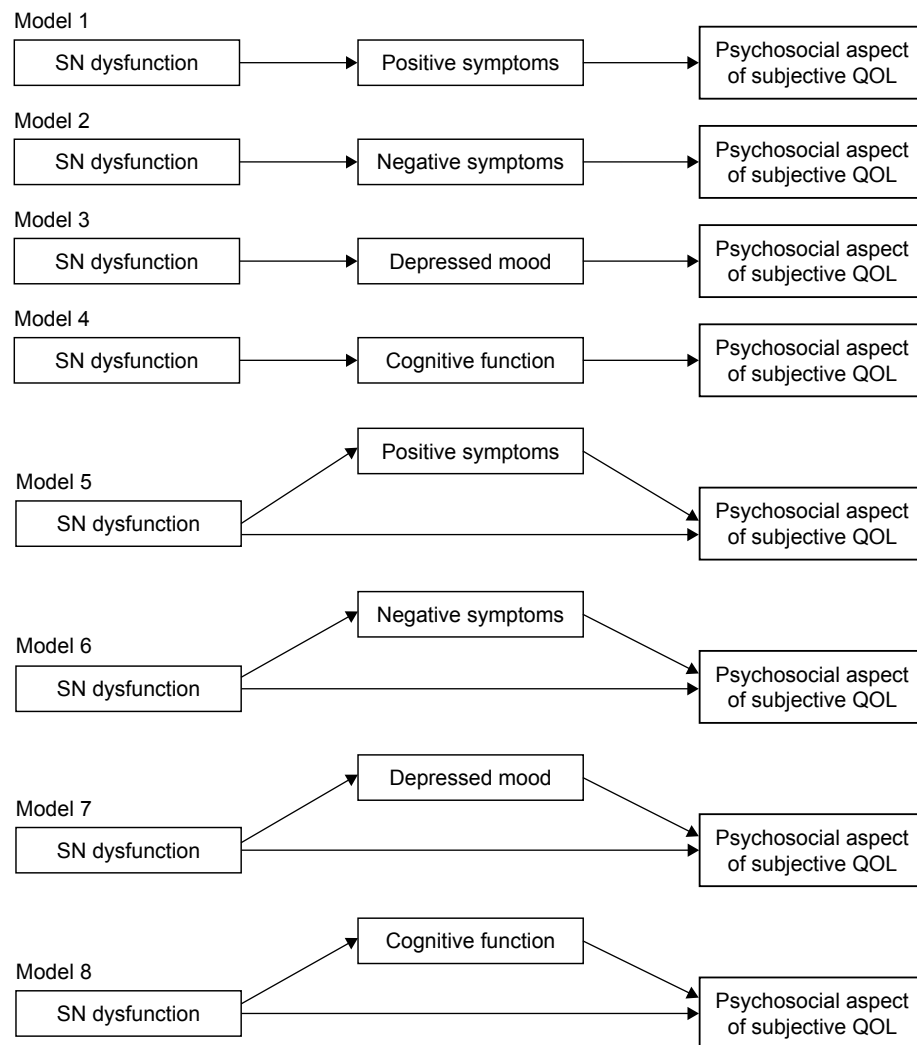 Model 1
SN dysfunction
Positive symptoms
Psychosocial aspect
of subjective QOL
Model 2
SN dysfunction
Negative symptoms
Psychosocial aspect
of subjective QOL
Model 3
SN dysfunction
Depressed mood
Psychosocial aspect
of subjective QOL
Model 4
SN dysfunction
Cognitive function
Psychosocial aspect
of subjective QOL
Model 5
Positive symptoms
SN dysfunction
Psychosocial aspect
of subjective QOL
Model 6
Negative symptoms
SN dysfunction
Psychosocial aspect
of subjective QOL
Model 7
Depressed mood
SN dysfunction
Psychosocial aspect
of subjective QOL
Model 8
Cognitive function
SN dysfunction
Psychosocial aspect
of subjective QOL